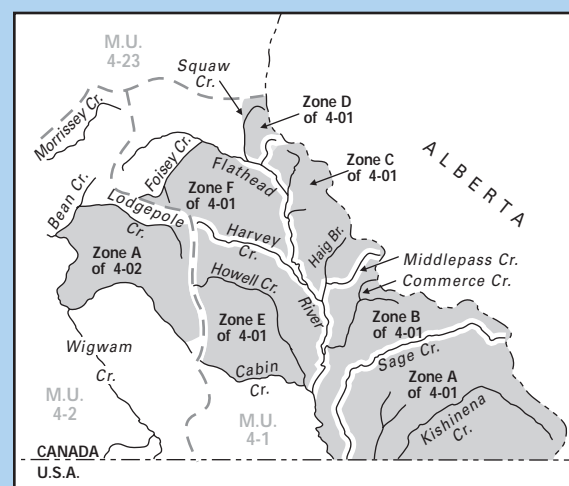 M.U.
4-23
Squaw
Cr.
Morrissey Cr.
Zone D
of 4-01
Foisey Cr.
Flathead
Zone C
of 4-01
ALBERTA
Bean Cr.
Lodgepole
Cr.
Zone F
of 4-01
Harvey
Cr.
Haig Br.
Zone A
of 4-02
Howell Cr.
River
Middlepass Cr.
Commerce Cr.
Zone E
of 4-01
Zone B
of 4-01
Sage Cr.
Wigwam
Cr.
Cabin
Cr.
Zone A
of 4-01
M.U.
4-2
M.U.
4-1
Kishinena
Cr.
CANADA
U.S.A.